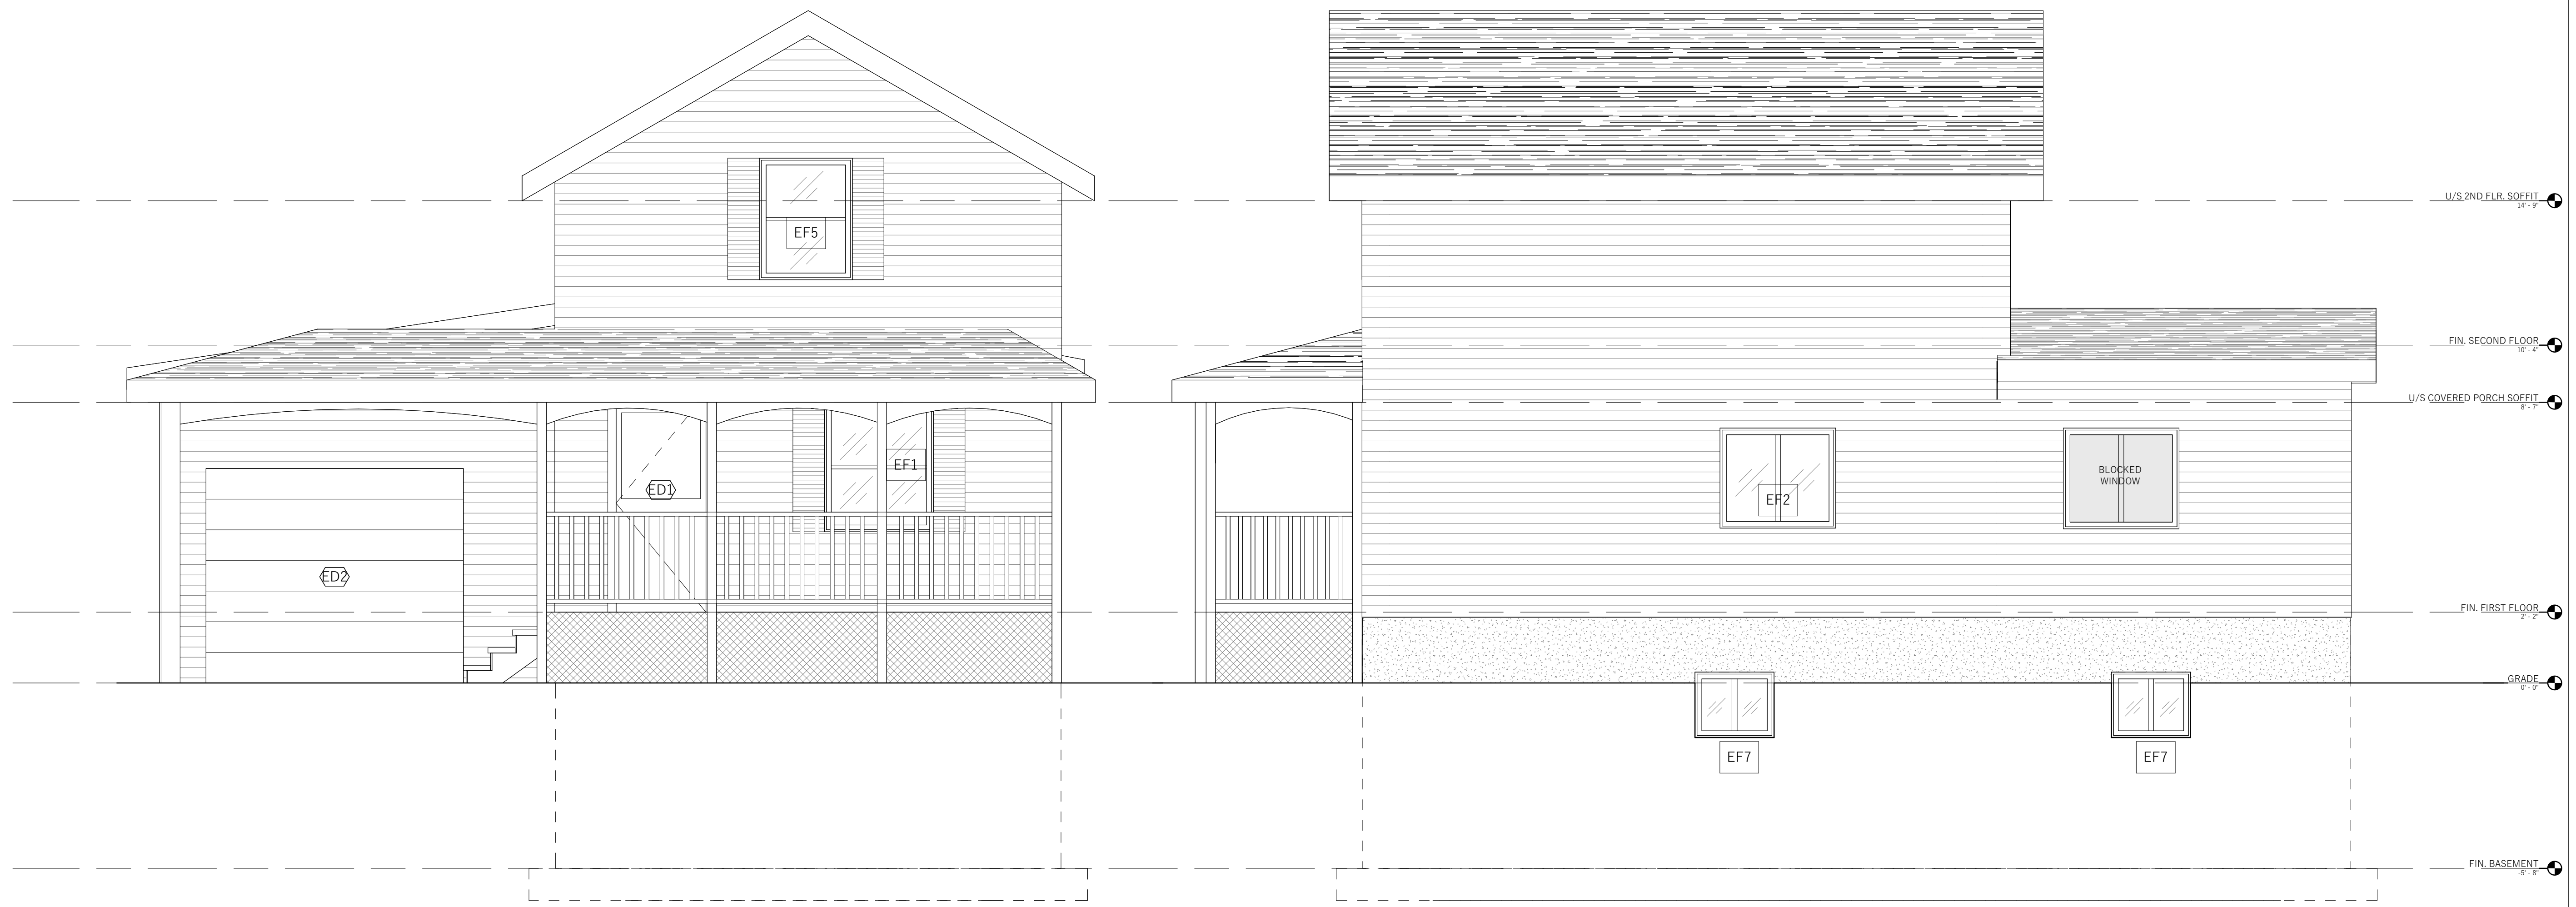 U/S 2ND FLR. SOFFIT
14' - 9"
EF5
FIN. SECOND FLOOR
10' - 4"
U/S COVERED PORCH SOFFIT
8' - 7"
EF1
ED1
BLOCKED
WINDOW
EF2
ED2
FIN. FIRST FLOOR
2' - 2"
GRADE
0' - 0"
EF7
EF7
FIN. BASEMENT
-5' - 8"